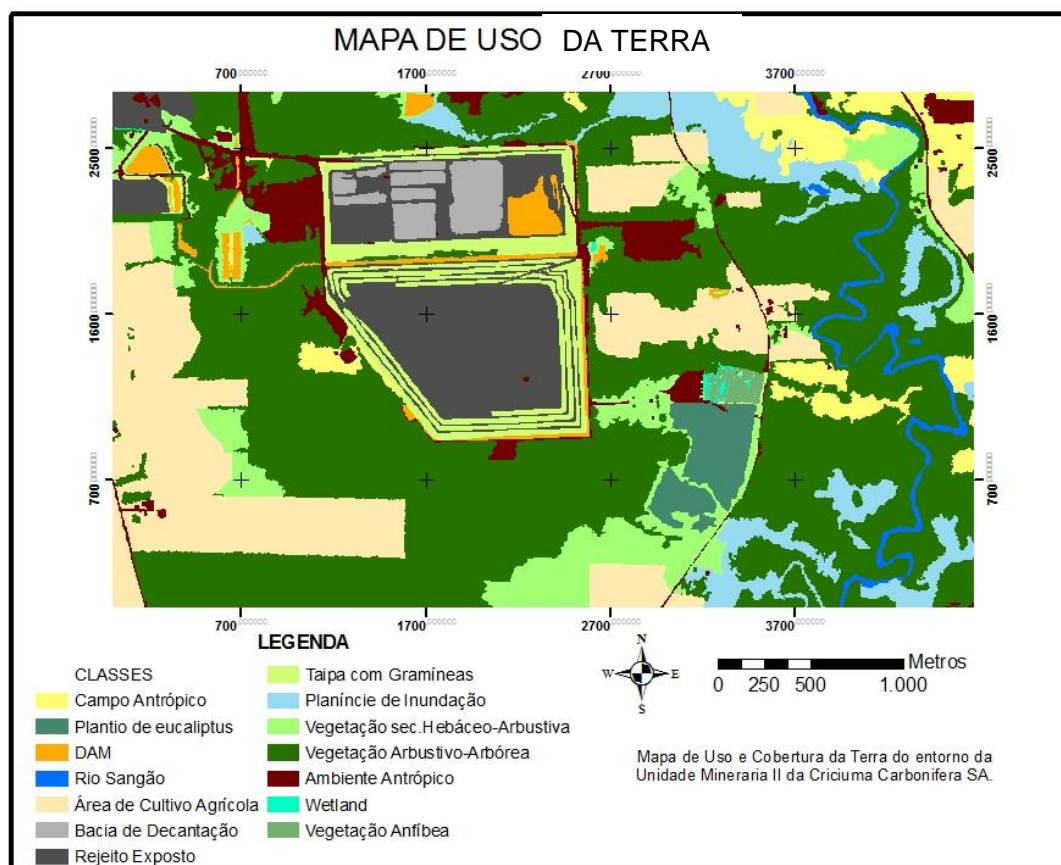 MAPA DE USO DA TERRA
700 1700 2700 3700
2500 2500
1600 1600
700 700
700 1700 2700 3700
LEGENDA
CLASSES
Campo Antrópico
Plantio de eucaliptus
DAM
Rio Sangão
Área de Cultivo Agrícola
Bacia de Decantação
Rejeito Exposto
Taipa com Gramíneas
Planíncie de Inundação
Vegetação sec.Hebáceo-Arbustiva
Vegetação Arbustivo-Arbórea
Ambiente Antrópico
Wetland
Vegetação Anfíbea
N
W E
S
Metros
0 250 500 1.000
Mapa de Uso e Cobertura da Terra do entorno da
Unidade Mineraria II da Criciuma Carbonifera SA.